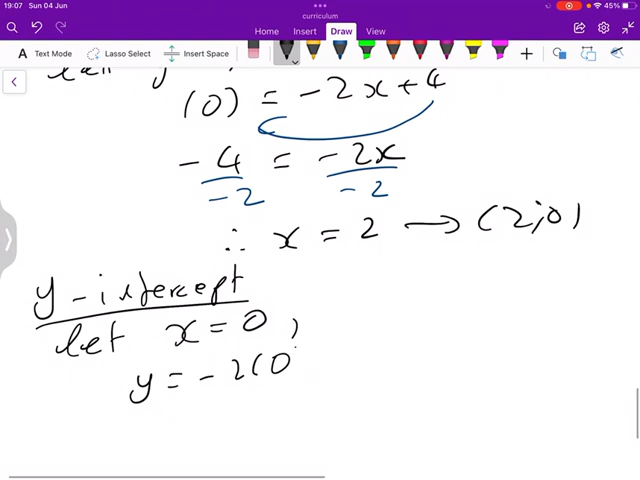 19:07 Sun 04 Jun
curriculum
45%
Home Insert Draw View
Text Mode Lasso Select Insert Space
(0) = -2x+4
-4 = -2x
-2 -2
∴ x = 2 → (2;0)
y-intercept
let x = 0,
y = -2(0